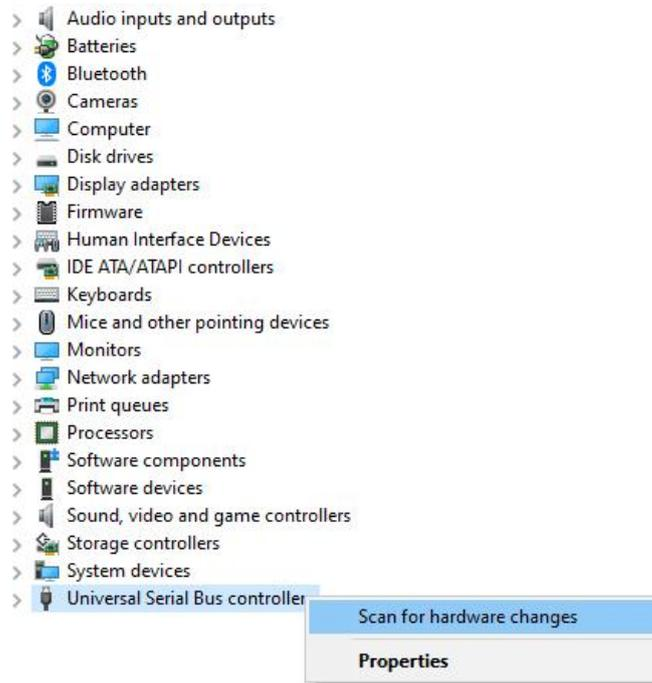 Audio inputs and outputs
Batteries
Bluetooth
Cameras
Computer
Disk drives
Display adapters
Firmware
Human Interface Devices
IDE ATA/ATAPI controllers
Keyboards
Mice and other pointing devices
Monitors
Network adapters
Print queues
Processors
Software components
Software devices
Sound, video and game controllers
Storage controllers
System devices
Universal Serial Bus controller
Scan for hardware changes
Properties